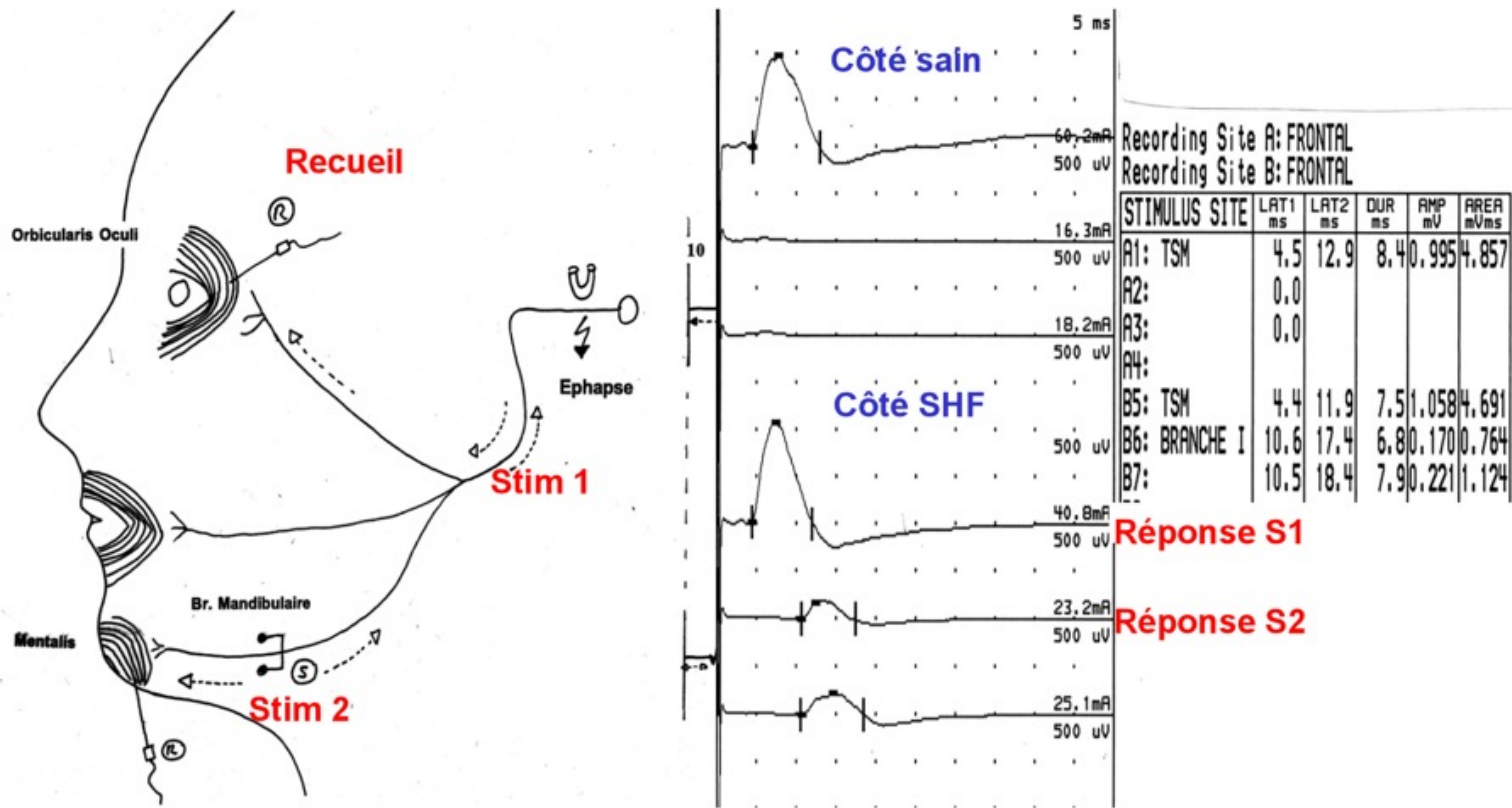 Recueil
R
Orbicularis Oculi
Ephapse
Stim 1
Br. Mandibulaire
Mentalis
S
Stim 2
R
5 ms
Côté sain
60,2mA
500 uV
16,3mA
500 uV
10
18,2mA
500 uV
Côté SHF
500 uV
40,8mA
500 uV
Réponse S1
23,2mA
500 uV
Réponse S2
25,1mA
500 uV
Recording Site A: FRONTAL
Recording Site B: FRONTAL
STIMULUS SITE LAT1 ms LAT2 ms DUR ms AMP mV AREA mVms
A1: TSM 4.5 12.9 8.4 0.995 4.857
A2: 0.0
A3: 0.0
A4:
B5: TSM 4.4 11.9 7.5 1.058 4.691
B6: BRANCHE I 10.6 17.4 6.8 0.170 0.764
B7: 10.5 18.4 7.9 0.221 1.124